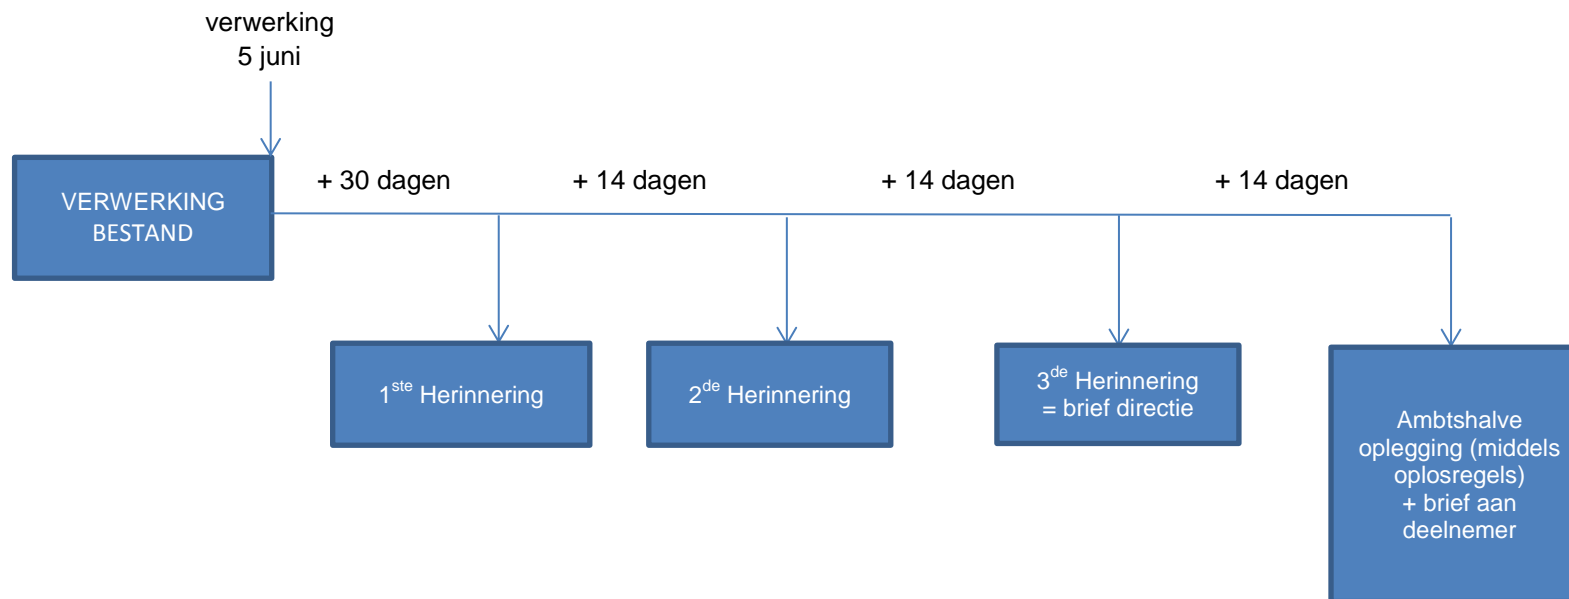 verwerking
5 juni
VERWERKING
BESTAND
+ 30 dagen
+ 14 dagen
+ 14 dagen
+ 14 dagen
1ste Herinnering
2de Herinnering
3de Herinnering
= brief directie
Ambtshalve
oplegging (middels
oplosregels)
+ brief aan
deelnemer